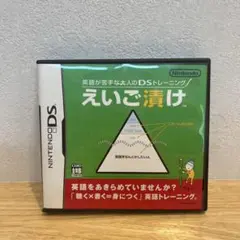 英語が苦手な大人のDSトレーニング
えいご漬け
Nintendo
NINTENDO DS
英語をあきらめていませんか？
「聴く×書く＝身につく」英語トレーニング。